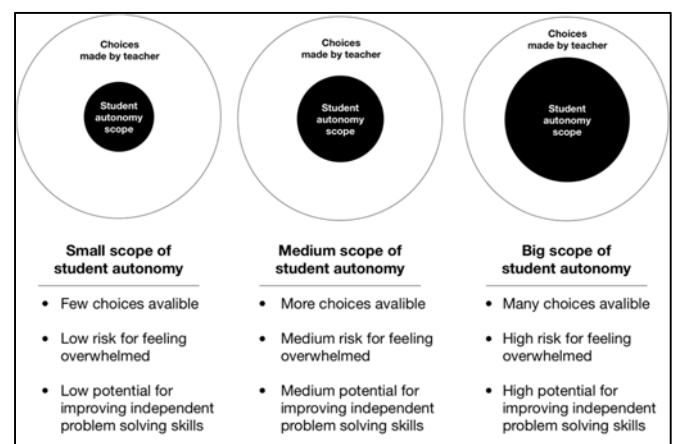 Choices
made by teacher
Student
autonomy
scope
Choices
made by teacher
Student
autonomy
scope
Choices
made by teacher
Student
autonomy
scope
Small scope of
student autonomy
• Few choices avalible
• Low risk for feeling
overwhelmed
• Low potential for
improving independent
problem solving skills
Medium scope of
student autonomy
• More choices avalible
• Medium risk for feeling
overwhelmed
• Medium potential for
improving independent
problem solving skills
Big scope of
student autonomy
• Many choices avalible
• High risk for feeling
overwhelmed
• High potential for
improving independent
problem solving skills